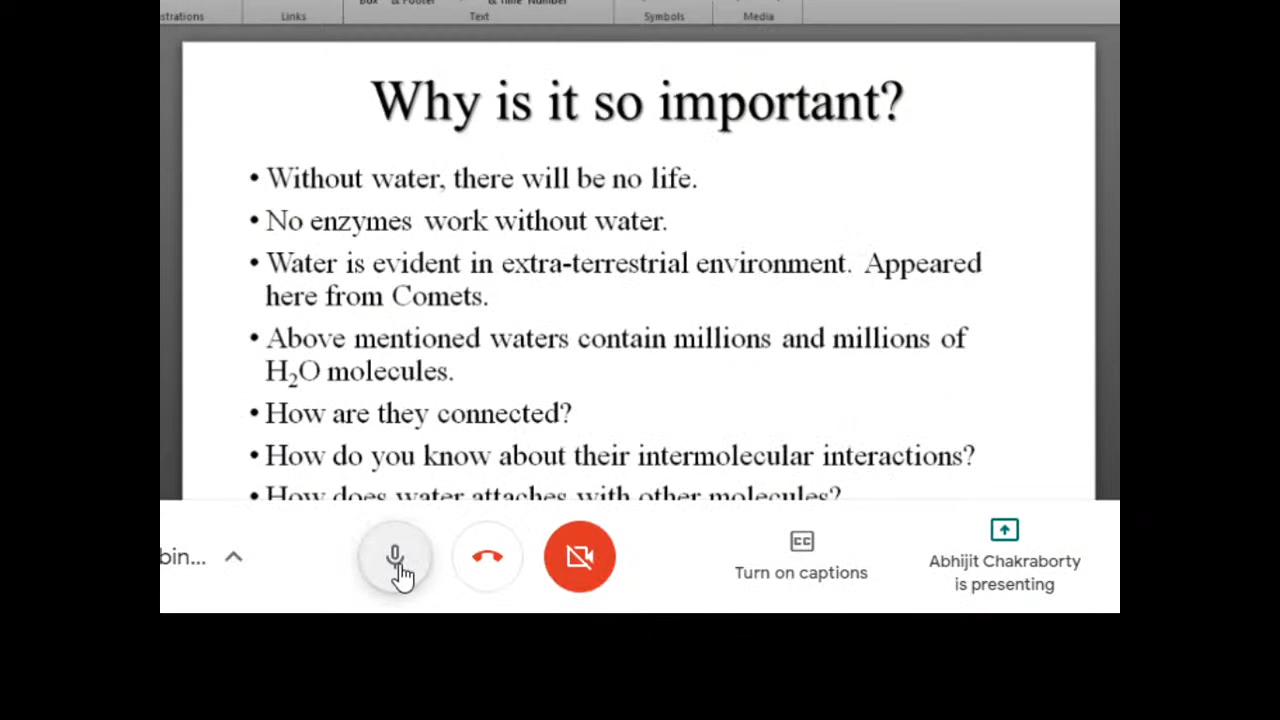 strations
Links
Box & Footer
Text
& Time Number
Symbols
Media
Why is it so important?
• Without water, there will be no life.
• No enzymes work without water.
• Water is evident in extra-terrestrial environment. Appeared
here from Comets.
• Above mentioned waters contain millions and millions of
H₂O molecules.
• How are they connected?
• How do you know about their intermolecular interactions?
• How does water attaches with other molecules?
bin...
CC
Turn on captions
Abhijit Chakraborty
is presenting